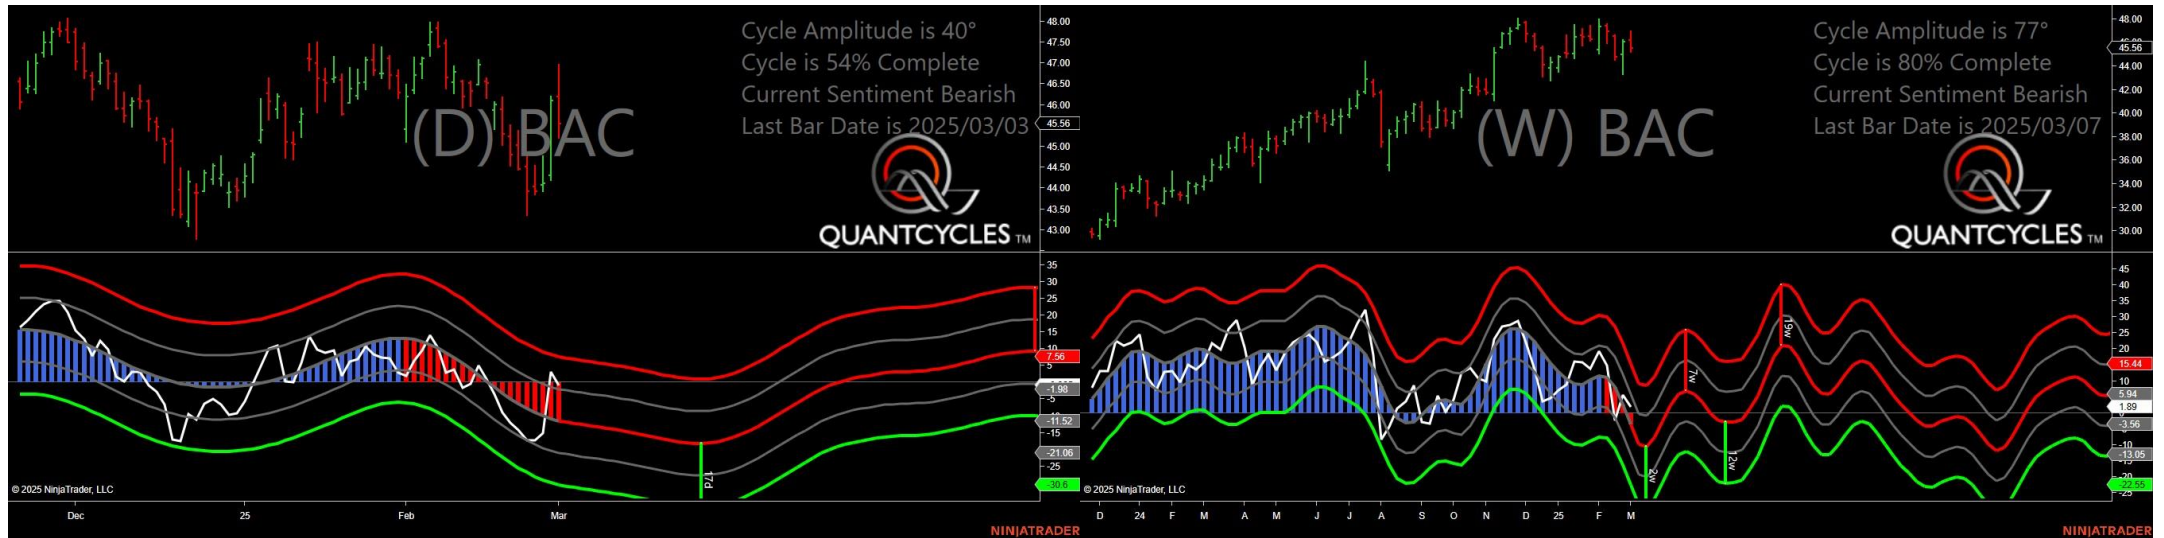 Cycle Amplitude is 40°
Cycle is 54% Complete
Current Sentiment Bearish
Last Bar Date is 2025/03/03
(D) BAC
QUANTCYCLES TM
48.00
47.50
47.00
46.50
46.00
45.56
45.00
44.50
44.00
43.50
43.00
35
30
25
20
15
10
7.56
-1.98
-5
-11.52
-15
-21.06
-25
-30.6
17d
© 2025 NinjaTrader, LLC
Dec 25 Feb Mar
NINJATRADER
Cycle Amplitude is 77°
Cycle is 80% Complete
Current Sentiment Bearish
Last Bar Date is 2025/03/07
(W) BAC
QUANTCYCLES TM
48.00
45.56
44.00
42.00
40.00
38.00
36.00
34.00
32.00
30.00
45
40
35
30
25
20
15.44
10
5.94
1.89
-3.56
-10
-13.05
-22.55
-25
2w
7w
12w
19w
© 2025 NinjaTrader, LLC
D 24 F M A M J J A S O N D 25 F M
NINJATRADER